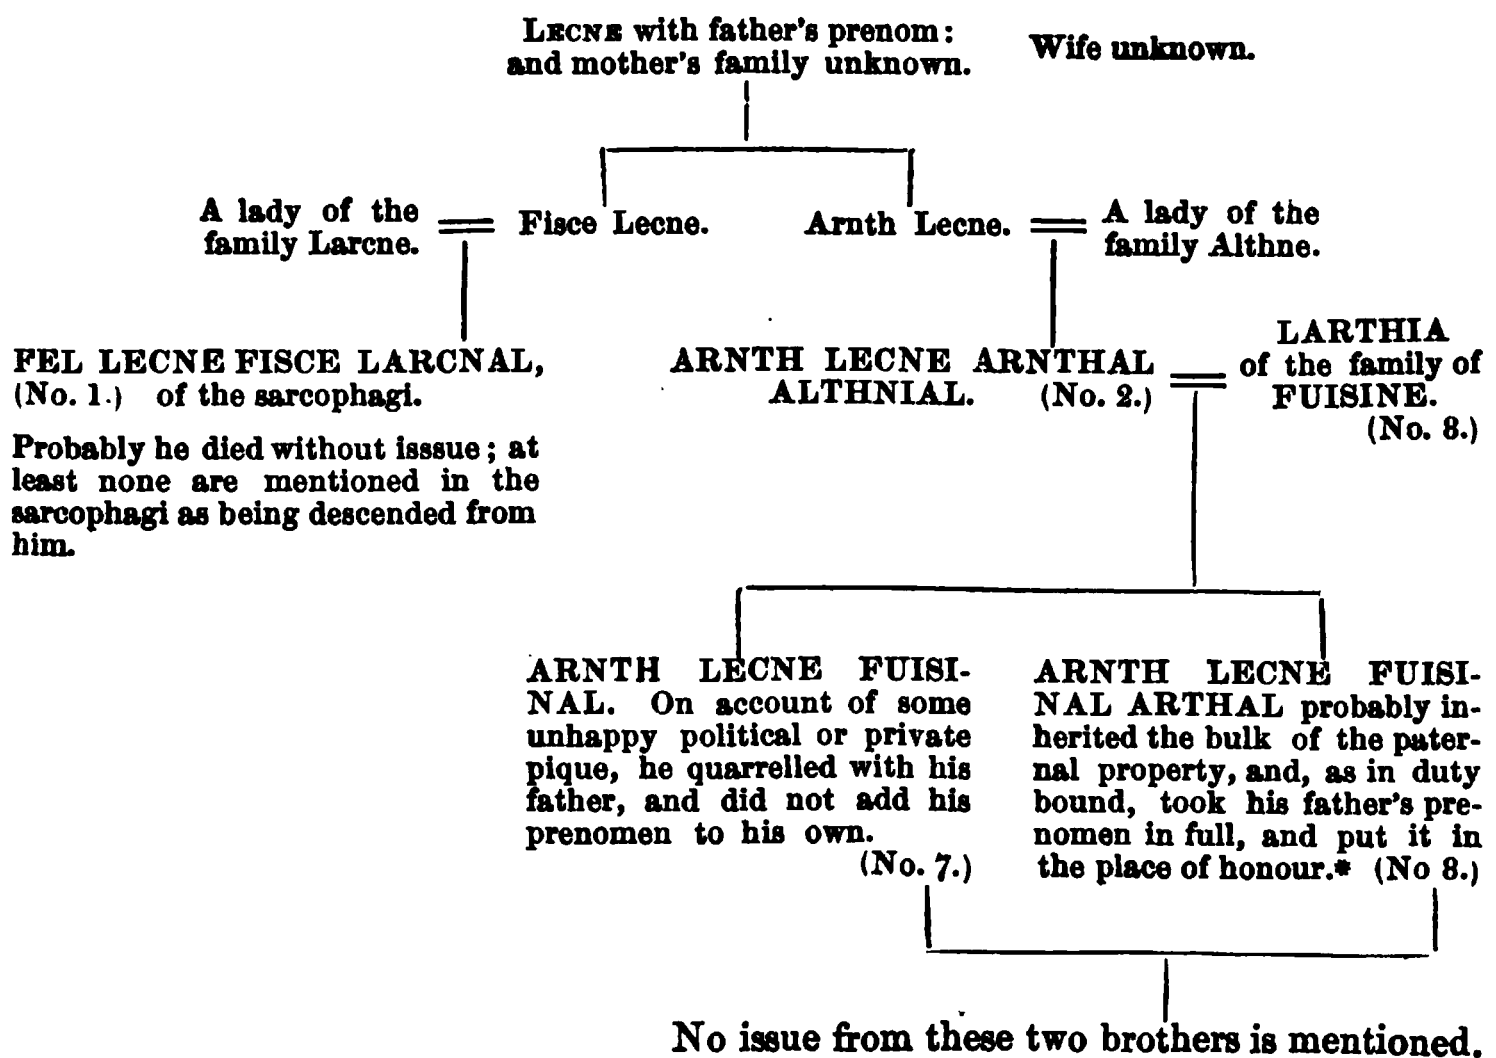 LECNE with father's prenom:
and mother's family unknown.
Wife unknown.
A lady of the
family Larcne.
Fisce Lecne.
Arnth Lecne.
A lady of the
family Althne.
FEL LECNE FISCE LARCNAL,
(No. 1.) of the sarcophagi.
Probably he died without isssue; at
least none are mentioned in the
sarcophagi as being descended from
him.
ARNTH LECNE ARNTHAL
ALTHNIAL. (No. 2.)
LARTHIA
of the family of
FUISINE.
(No. 8.)
ARNTH LECNE FUISI-
NAL. On account of some
unhappy political or private
pique, he quarrelled with his
father, and did not add his
prenomen to his own.
(No. 7.)
ARNTH LECNE FUISI-
NAL ARTHAL probably in-
herited the bulk of the pater-
nal property, and, as in duty
bound, took his father's pre-
nomen in full, and put it in
the place of honour.* (No 8.)
No issue from these two brothers is mentioned.